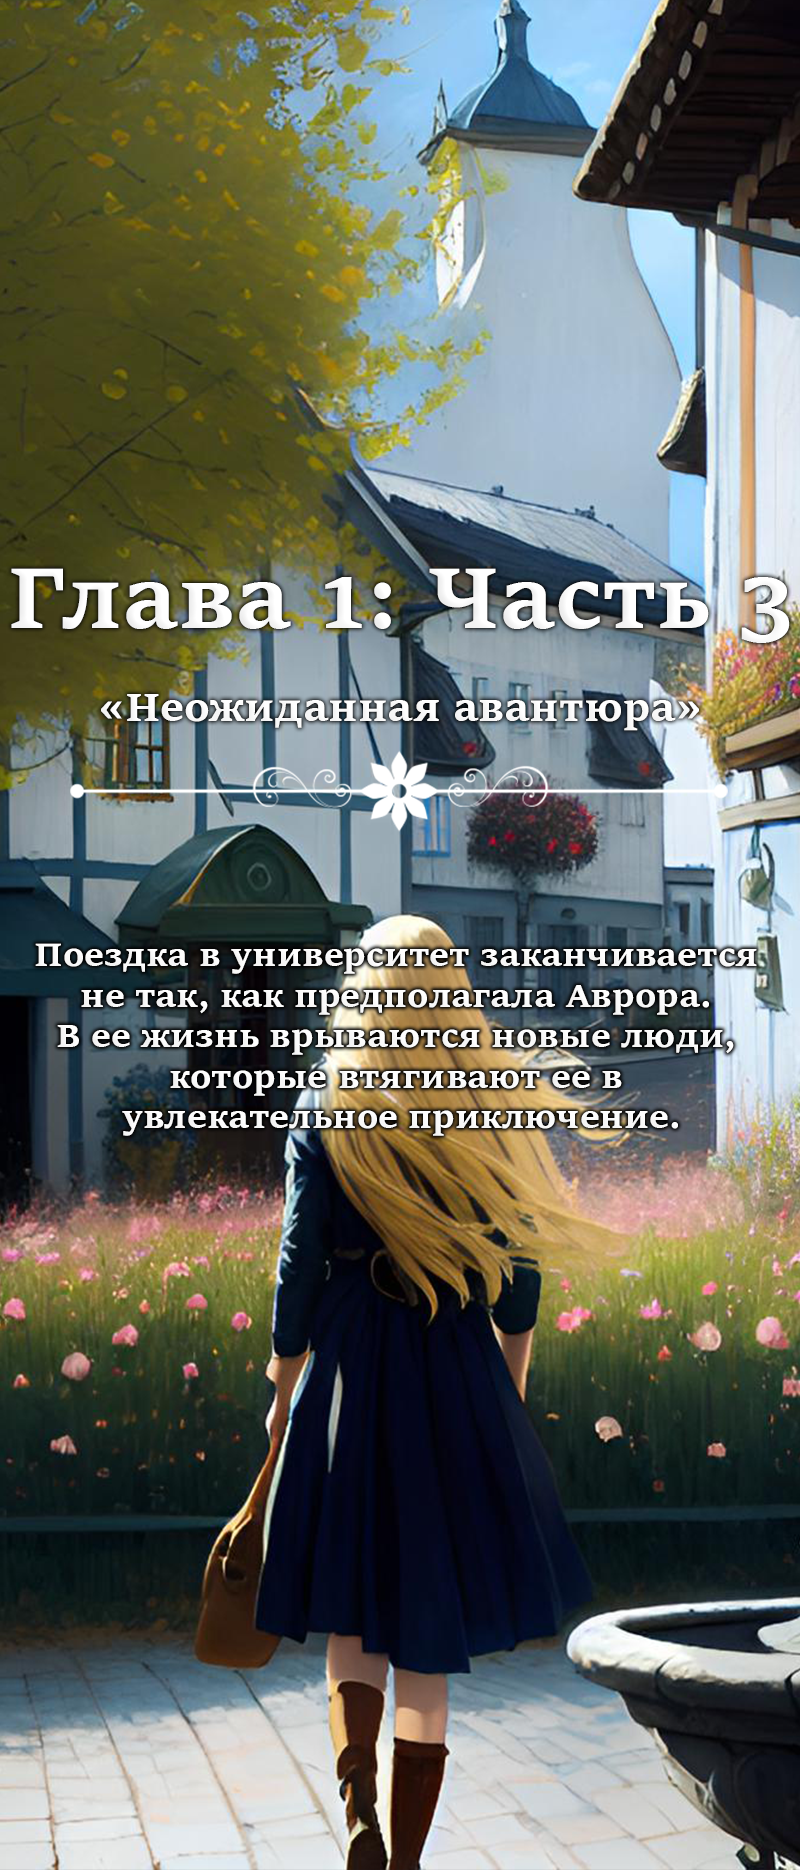 Глава 1: Часть 3
«Неожиданная авантюра»
Поездка в университет заканчивается
не так, как предполагала Аврора.
В ее жизнь врываются новые люди,
которые втягивают ее в
увлекательное приключение.